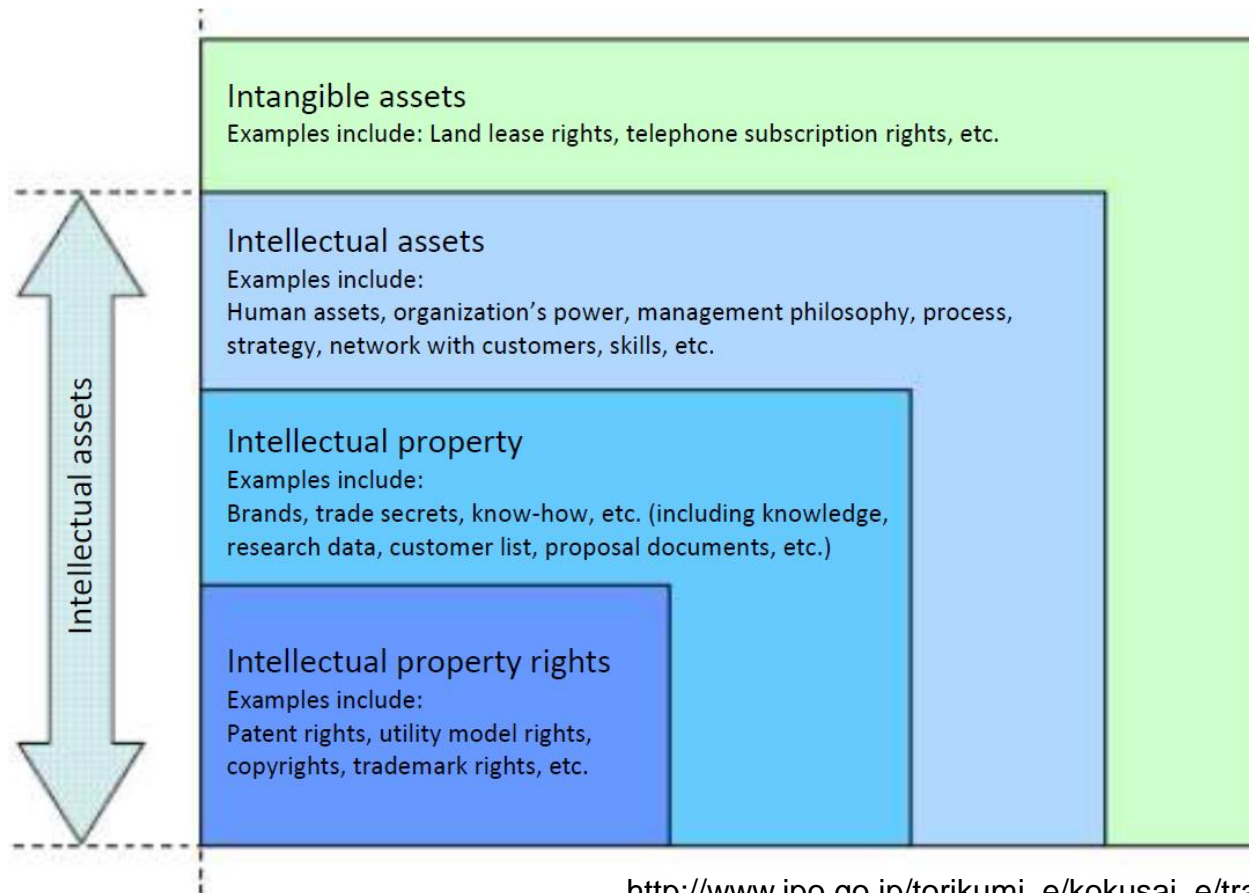 Intangible assets
Examples include: Land lease rights, telephone subscription rights, etc.
Intellectual assets
Examples include:
Human assets, organization's power, management philosophy, process,
strategy, network with customers, skills, etc.
Intellectual assets
Intellectual property
Examples include:
Brands, trade secrets, know-how, etc. (including knowledge,
research data, customer list, proposal documents, etc.)
Intellectual property rights
Examples include:
Patent rights, utility model rights,
copyrights, trademark rights, etc.